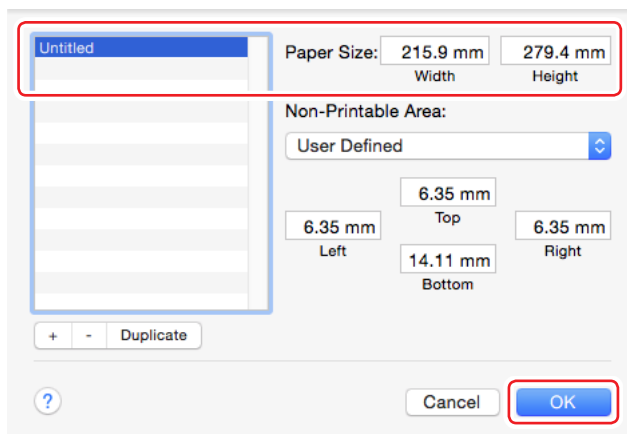 Untitled
Paper Size: 215.9 mm 279.4 mm
Width Height
Non-Printable Area:
User Defined
6.35 mm
Top
6.35 mm 6.35 mm
Left Right
14.11 mm
Bottom
+ - Duplicate
? Cancel OK